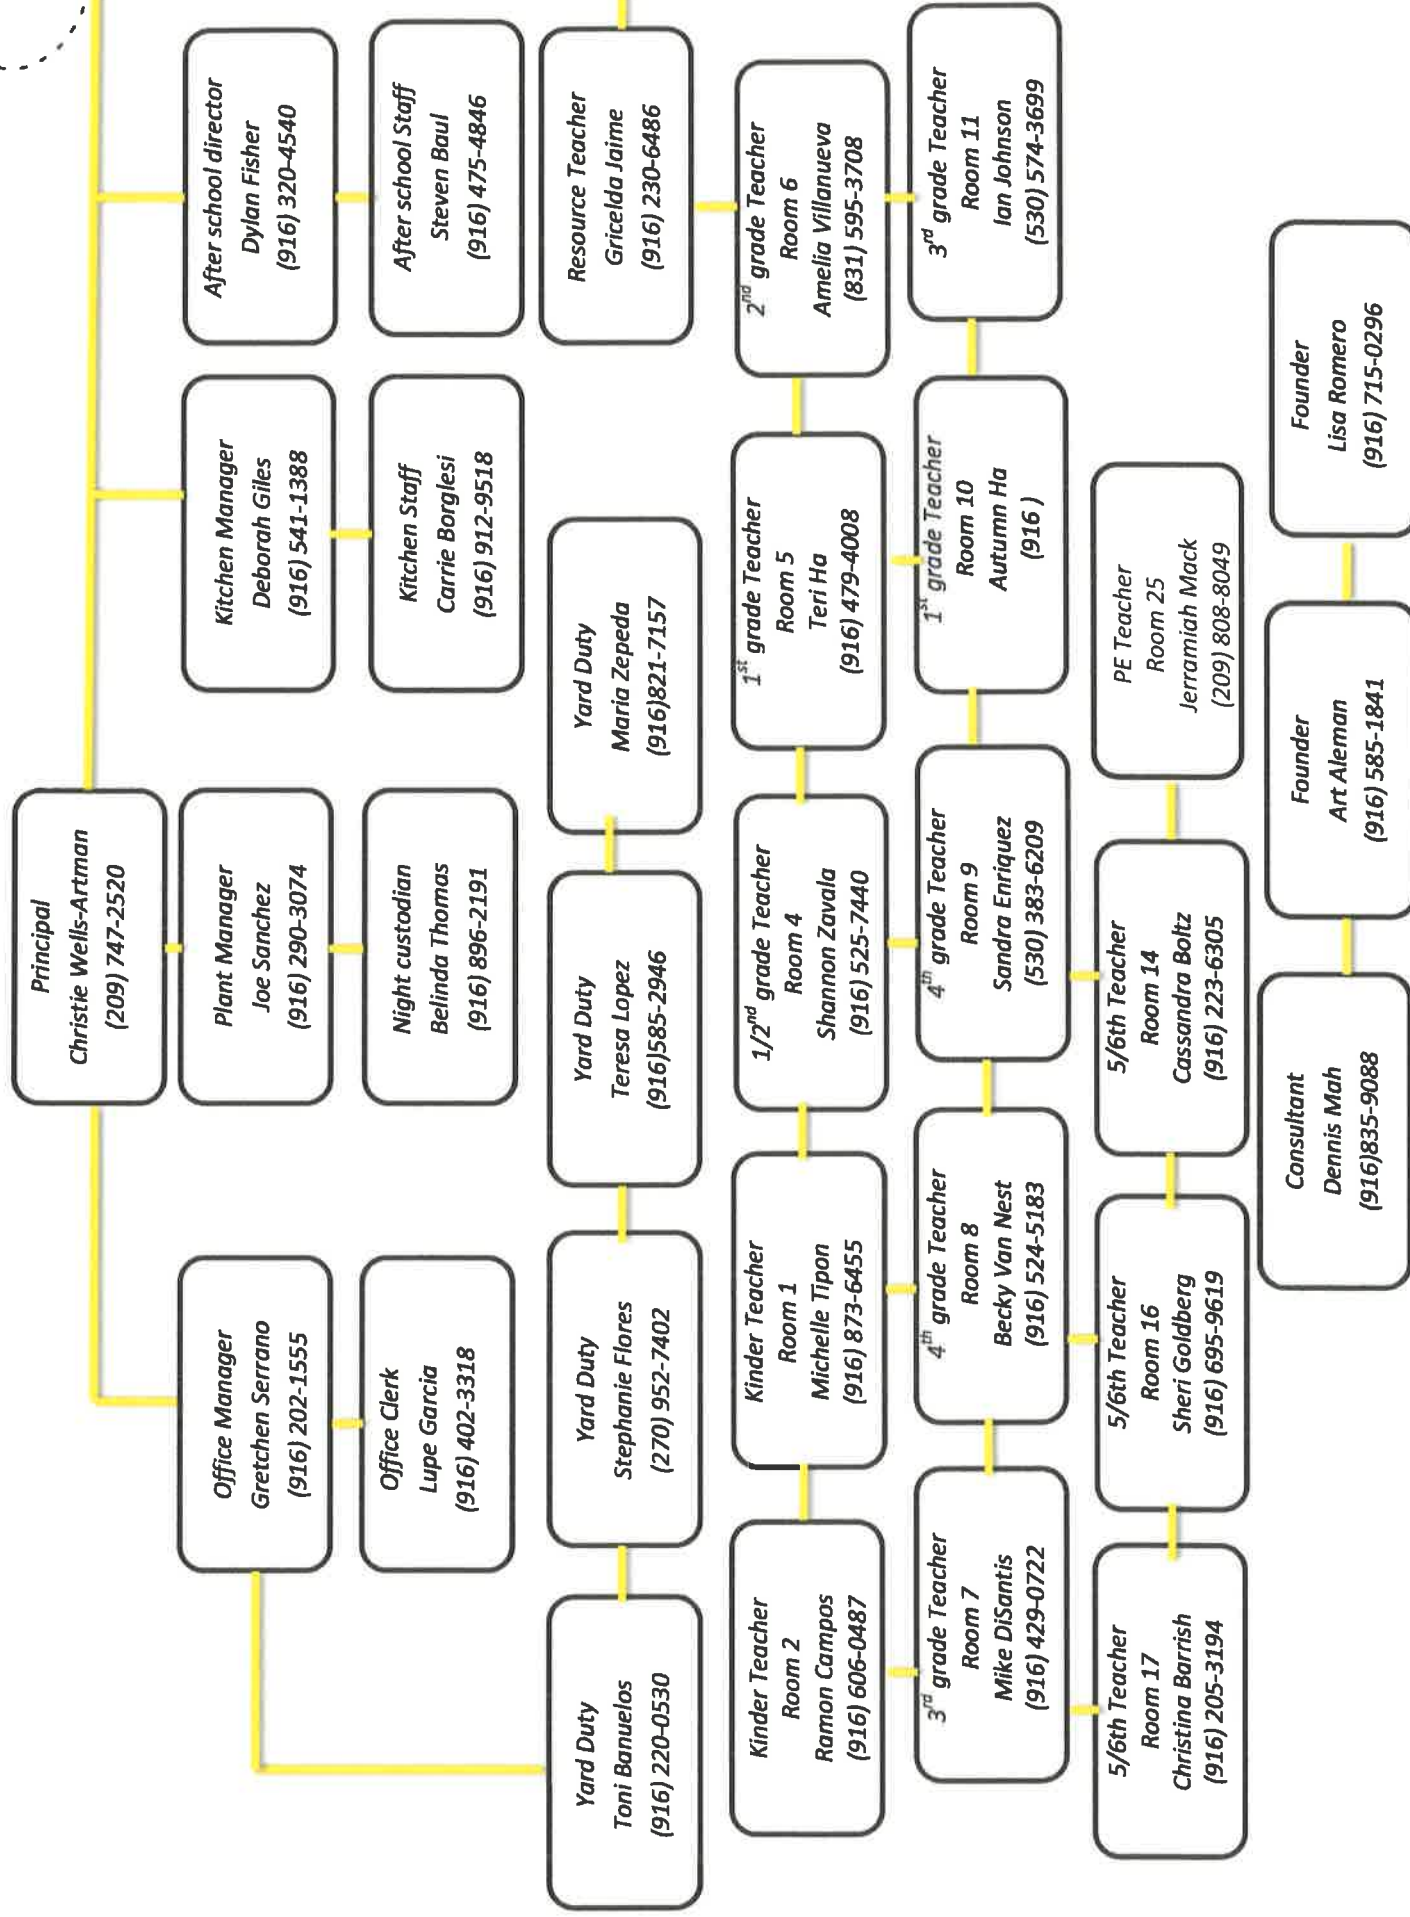 Principal
Christie Wells-Artman
(209) 747-2520
Office Manager
Gretchen Serrano
(916) 202-1555
Plant Manager
Joe Sanchez
(916) 290-3074
Kitchen Manager
Deborah Giles
(916) 541-1388
After school director
Dylan Fisher
(916) 320-4540
Office Clerk
Lupe Garcia
(916) 402-3318
Night custodian
Belinda Thomas
(916) 896-2191
Kitchen Staff
Carrie Borglesi
(916) 912-9518
After school Staff
Steven Baul
(916) 475-4846
Yard Duty
Toni Banuelos
(916) 220-0530
Yard Duty
Stephanie Flores
(270) 952-7402
Yard Duty
Teresa Lopez
(916)585-2946
Yard Duty
Maria Zepeda
(916)821-7157
Resource Teacher
Gricelda Jaime
(916) 230-6486
Kinder Teacher
Room 2
Ramon Campos
(916) 606-0487
Kinder Teacher
Room 1
Michelle Tipon
(916) 873-6455
1/2nd grade Teacher
Room 4
Shannon Zavala
(916) 525-7440
1st grade Teacher
Room 5
Teri Ha
(916) 479-4008
2nd grade Teacher
Room 6
Amelia Villanueva
(831) 595-3708
3rd grade Teacher
Room 7
Mike DiSantis
(916) 429-0722
4th grade Teacher
Room 8
Becky Van Nest
(916) 524-5183
4th grade Teacher
Room 9
Sandra Enriquez
(530) 383-6209
1st grade Teacher
Room 10
Autumn Ha
(916 )
3rd grade Teacher
Room 11
Ian Johnson
(530) 574-3699
5/6th Teacher
Room 17
Christina Barrish
(916) 205-3194
5/6th Teacher
Room 16
Sheri Goldberg
(916) 695-9619
5/6th Teacher
Room 14
Cassandra Boltz
(916) 223-6305
PE Teacher
Room 25
Jerramiah Mack
(209) 808-8049
Consultant
Dennis Mah
(916)835-9088
Founder
Art Aleman
(916) 585-1841
Founder
Lisa Romero
(916) 715-0296